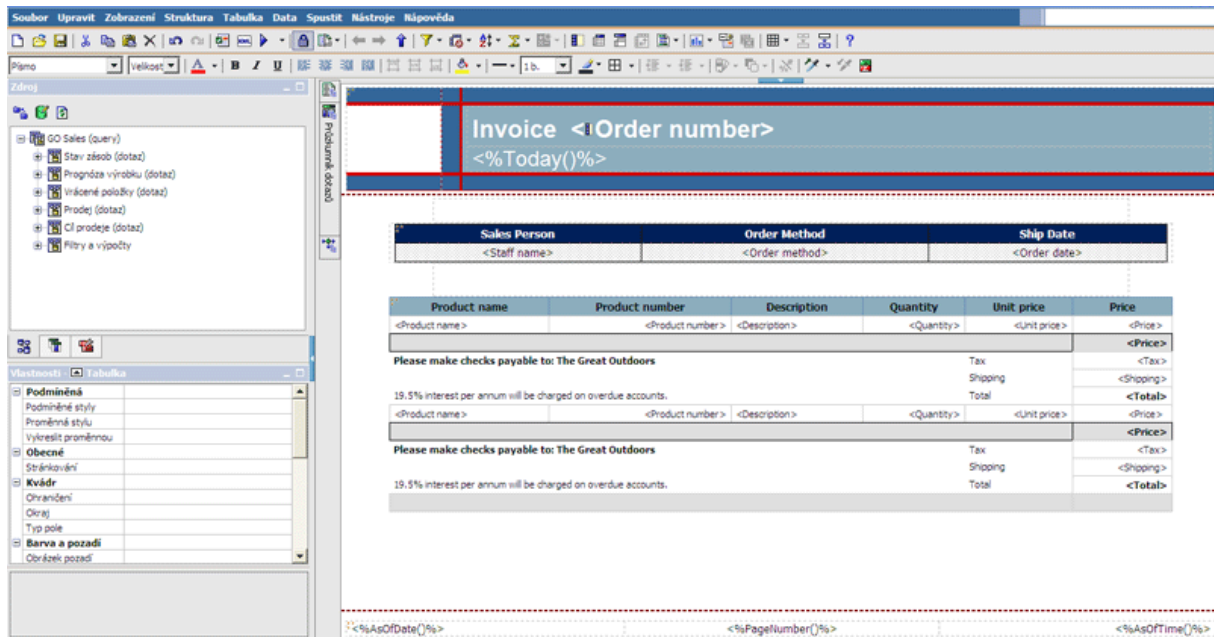 Soubor Upravit Zobrazení Struktura Tabulka Data Spustit Nástroje Nápověda
Písmo Velikost A B I U 1b.
Zdroj
GO Sales (query)
Stav zásob (dotaz)
Prognóza výrobku (dotaz)
Vrácené položky (dotaz)
Prodej (dotaz)
Cíl prodeje (dotaz)
Filtry a výpočty
Vlastnosti - Tabulka
Podmíněná
Podmíněné styly
Proměnná stylu
Vykreslit proměnnou
Obecné
Stránkování
Kvádr
Ohraničení
Okraj
Typ pole
Barva a pozadí
Obrázek pozadí
Průzkumník dotazů
Invoice <Order number>
<%Today()%>
Sales Person Order Method Ship Date
<Staff name> <Order method> <Order date>
Product name Product number Description Quantity Unit price Price
<Product name> <Product number> <Description> <Quantity> <Unit price> <Price>
<Price>
Please make checks payable to: The Great Outdoors Tax <Tax>
Shipping <Shipping>
19.5% interest per annum will be charged on overdue accounts. Total <Total>
<Product name> <Product number> <Description> <Quantity> <Unit price> <Price>
<Price>
Please make checks payable to: The Great Outdoors Tax <Tax>
Shipping <Shipping>
19.5% interest per annum will be charged on overdue accounts. Total <Total>
<%AsOfDate()%> <%PageNumber()%> <%AsOfTime()%>